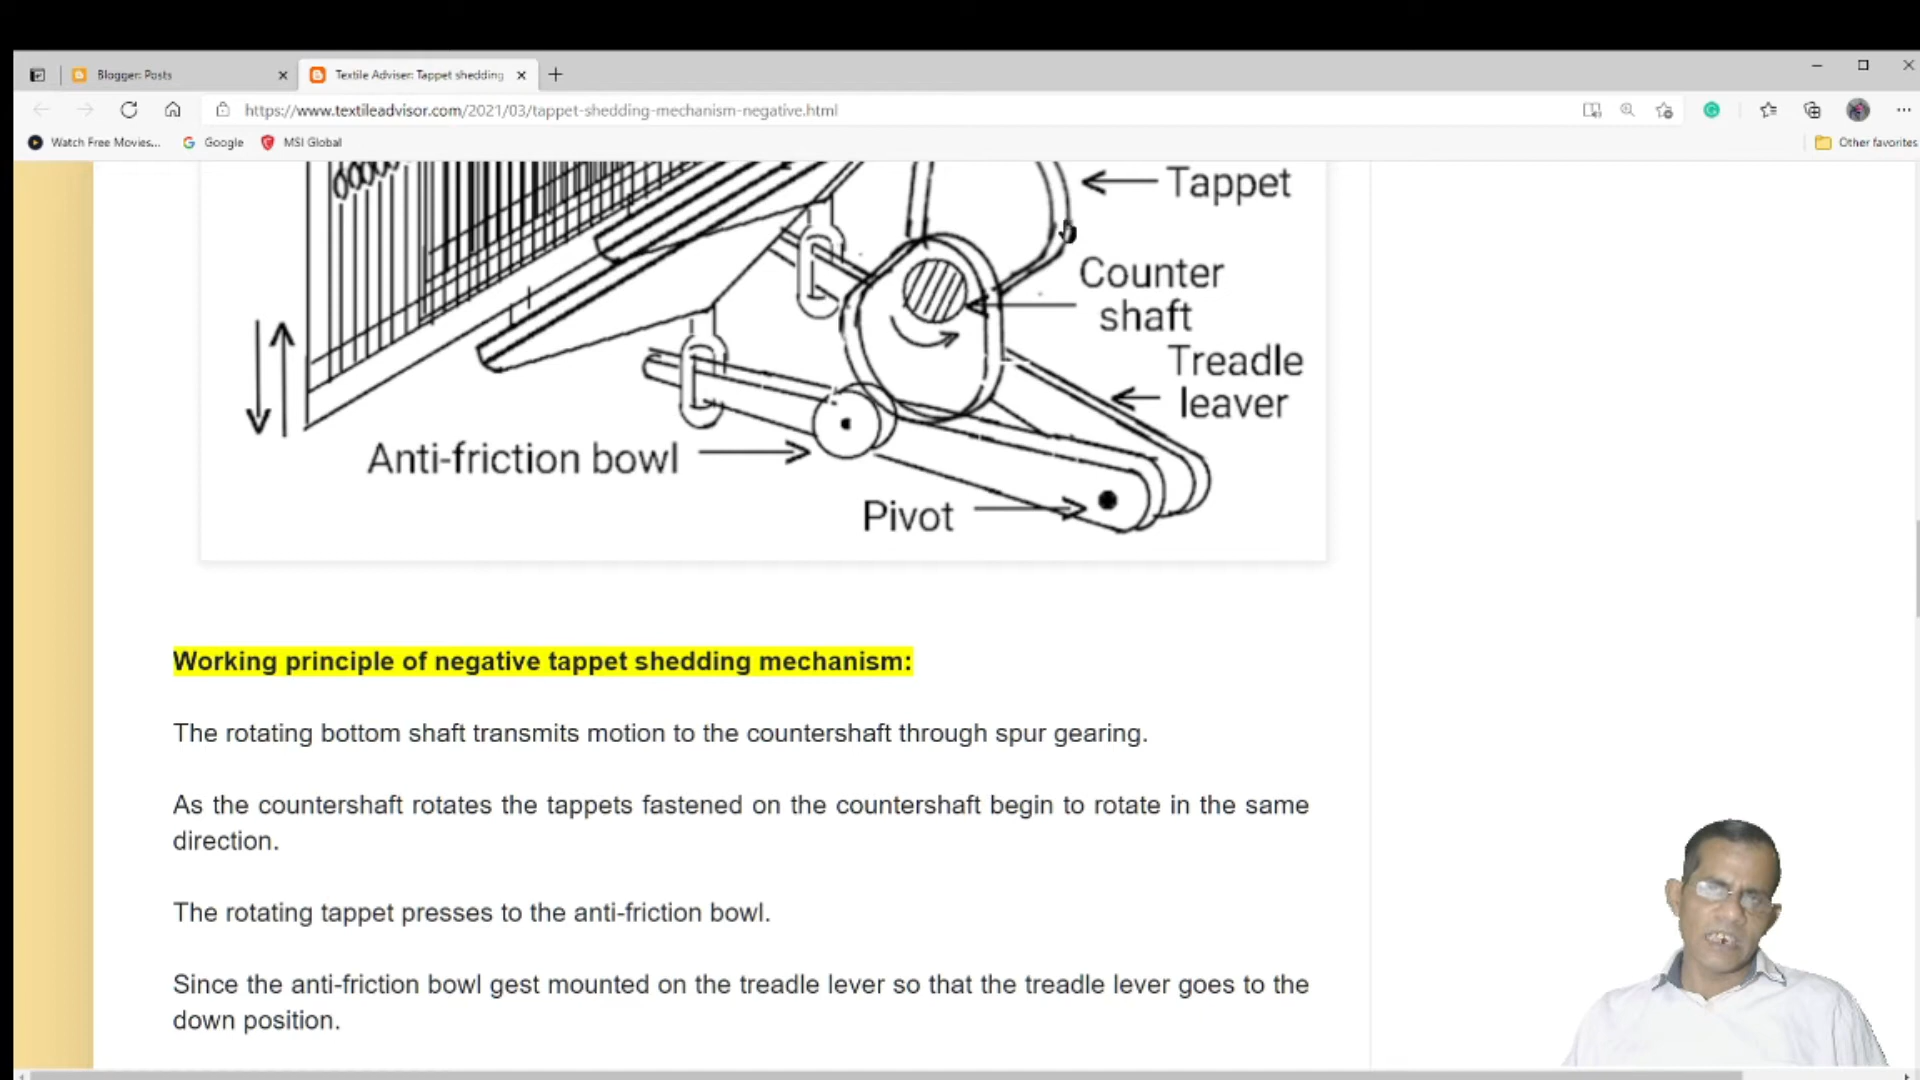 Blogger: Posts
Textile Adviser: Tappet shedding
https://www.textileadvisor.com/2021/03/tappet-shedding-mechanism-negative.html
Watch Free Movies...
Google
MSI Global
Other favorites
Tappet
Counter
shaft
Treadle
leaver
Anti-friction bowl
Pivot
Working principle of negative tappet shedding mechanism:
The rotating bottom shaft transmits motion to the countershaft through spur gearing.
As the countershaft rotates the tappets fastened on the countershaft begin to rotate in the same
direction.
The rotating tappet presses to the anti-friction bowl.
Since the anti-friction bowl gest mounted on the treadle lever so that the treadle lever goes to the
down position.